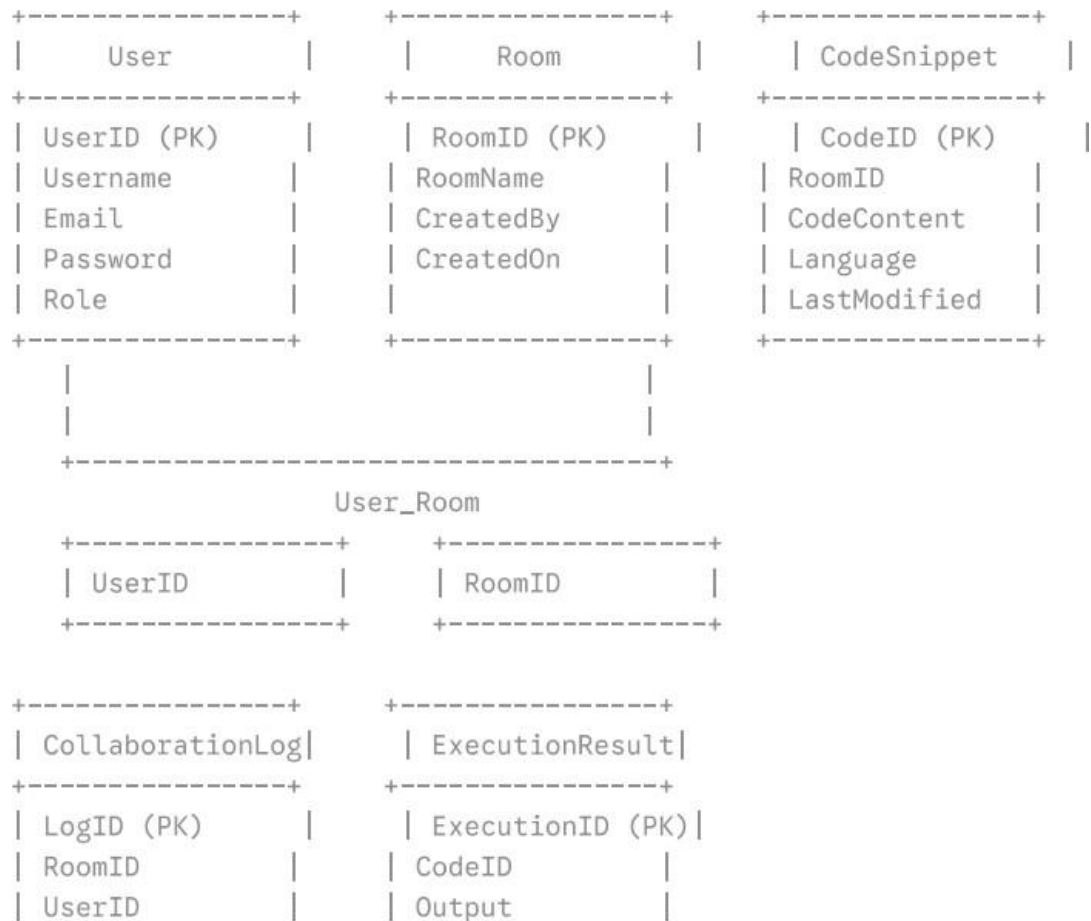 +----------------+ +----------------+ +----------------+
| User | | Room | | CodeSnippet |
+----------------+ +----------------+ +----------------+
| UserID (PK) | | RoomID (PK) | | CodeID (PK) |
| Username | | RoomName | | RoomID |
| Email | | CreatedBy | | CodeContent |
| Password | | CreatedOn | | Language |
| Role | | | | LastModified |
+----------------+ +----------------+ +----------------+
| |
| |
+------------------------------------+
User_Room
+----------------+ +----------------+
| UserID | | RoomID |
+----------------+ +----------------+
+----------------+ +----------------+
| CollaborationLog| | ExecutionResult|
+----------------+ +----------------+
| LogID (PK) | | ExecutionID (PK)|
| RoomID | | CodeID |
| UserID | | Output |